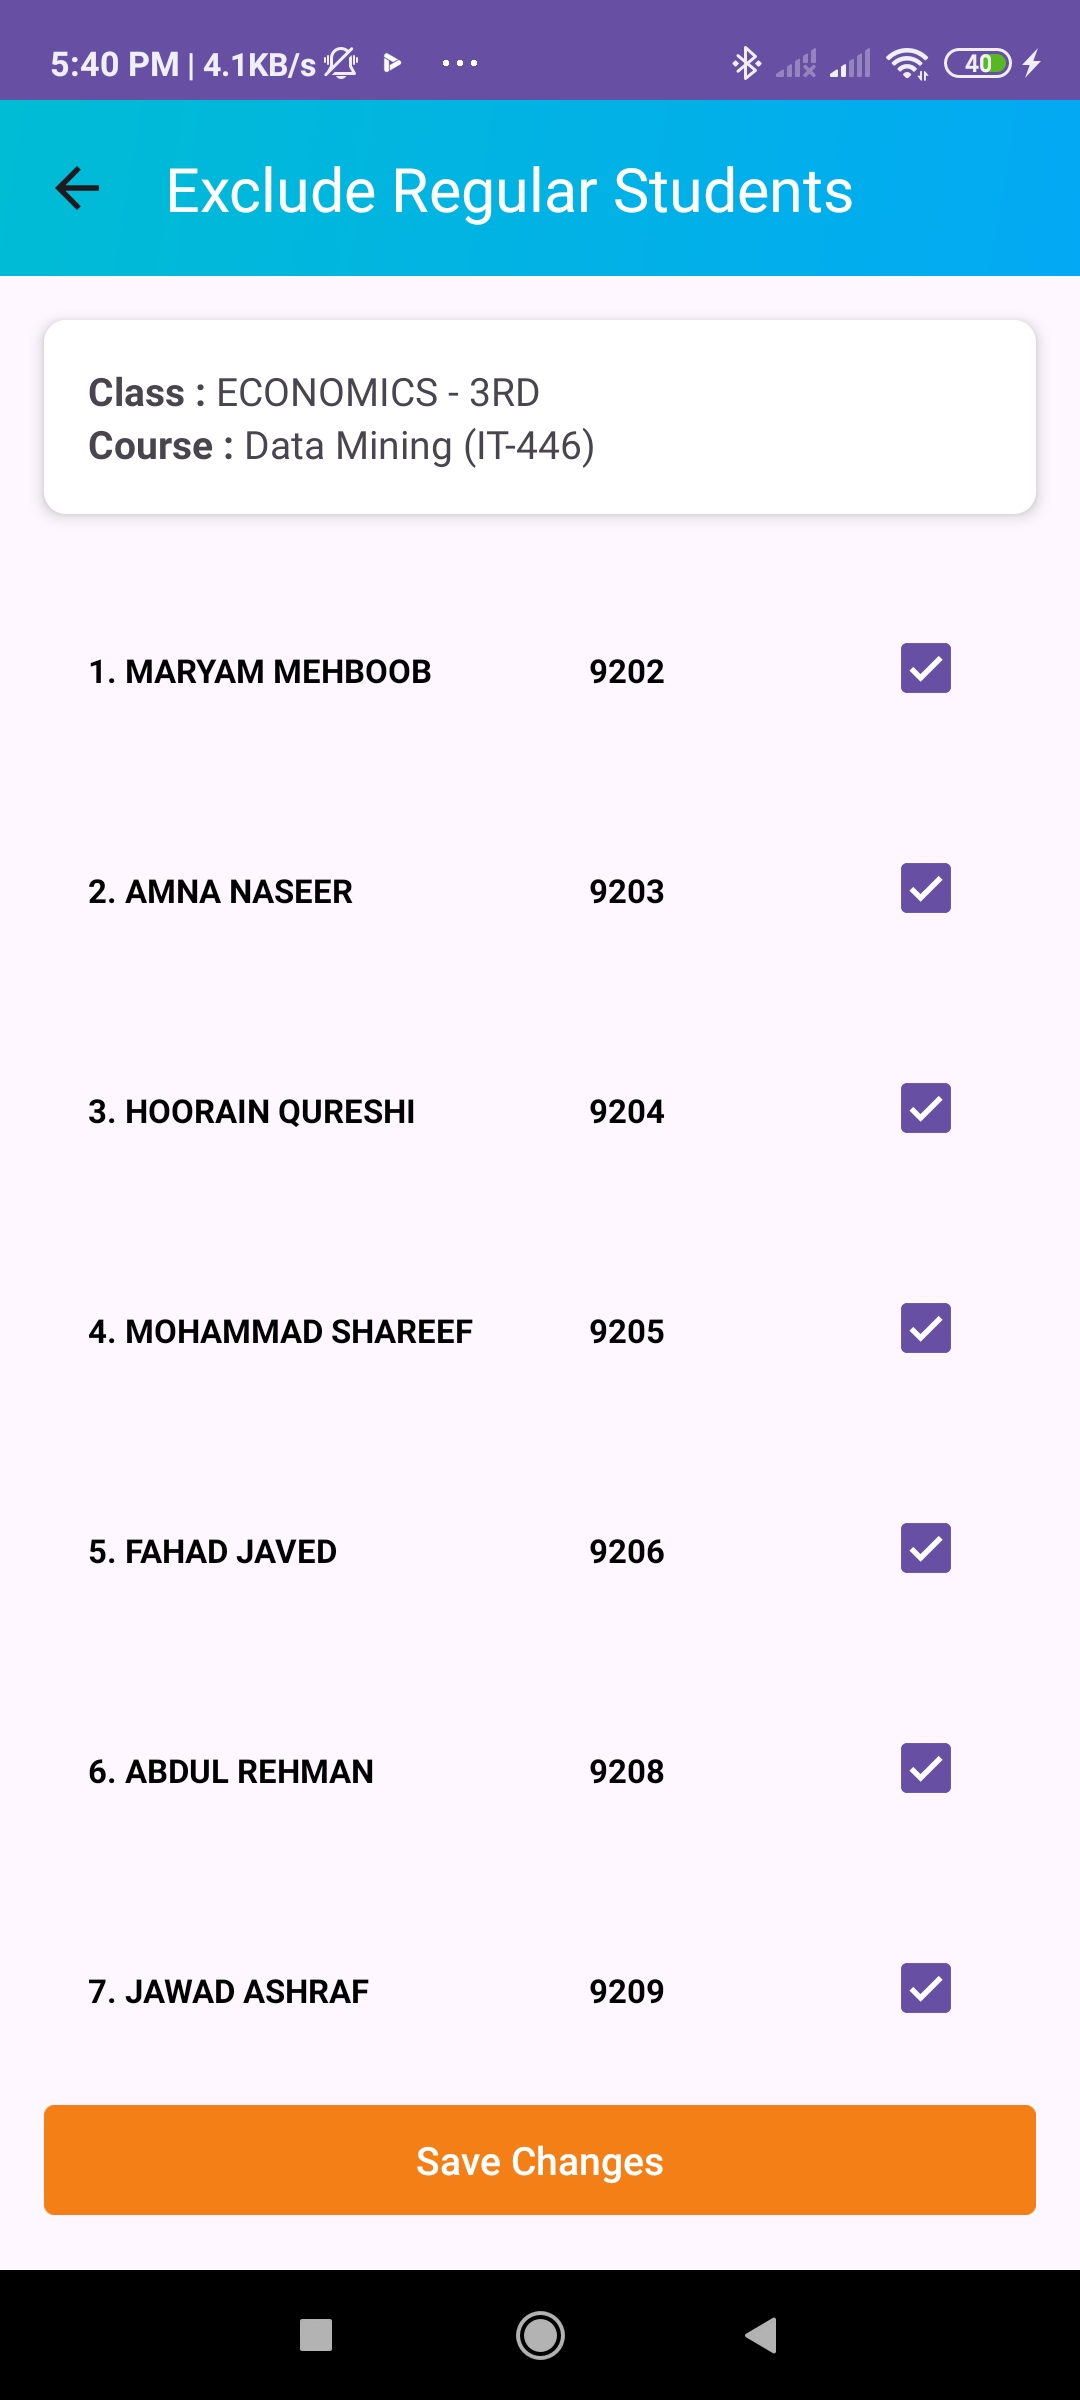 5:40 PM | 4.1KB/s
40
Exclude Regular Students
Class : ECONOMICS - 3RD
Course : Data Mining (IT-446)
1. MARYAM MEHBOOB 9202
2. AMNA NASEER 9203
3. HOORAIN QURESHI 9204
4. MOHAMMAD SHAREEF 9205
5. FAHAD JAVED 9206
6. ABDUL REHMAN 9208
7. JAWAD ASHRAF 9209
Save Changes